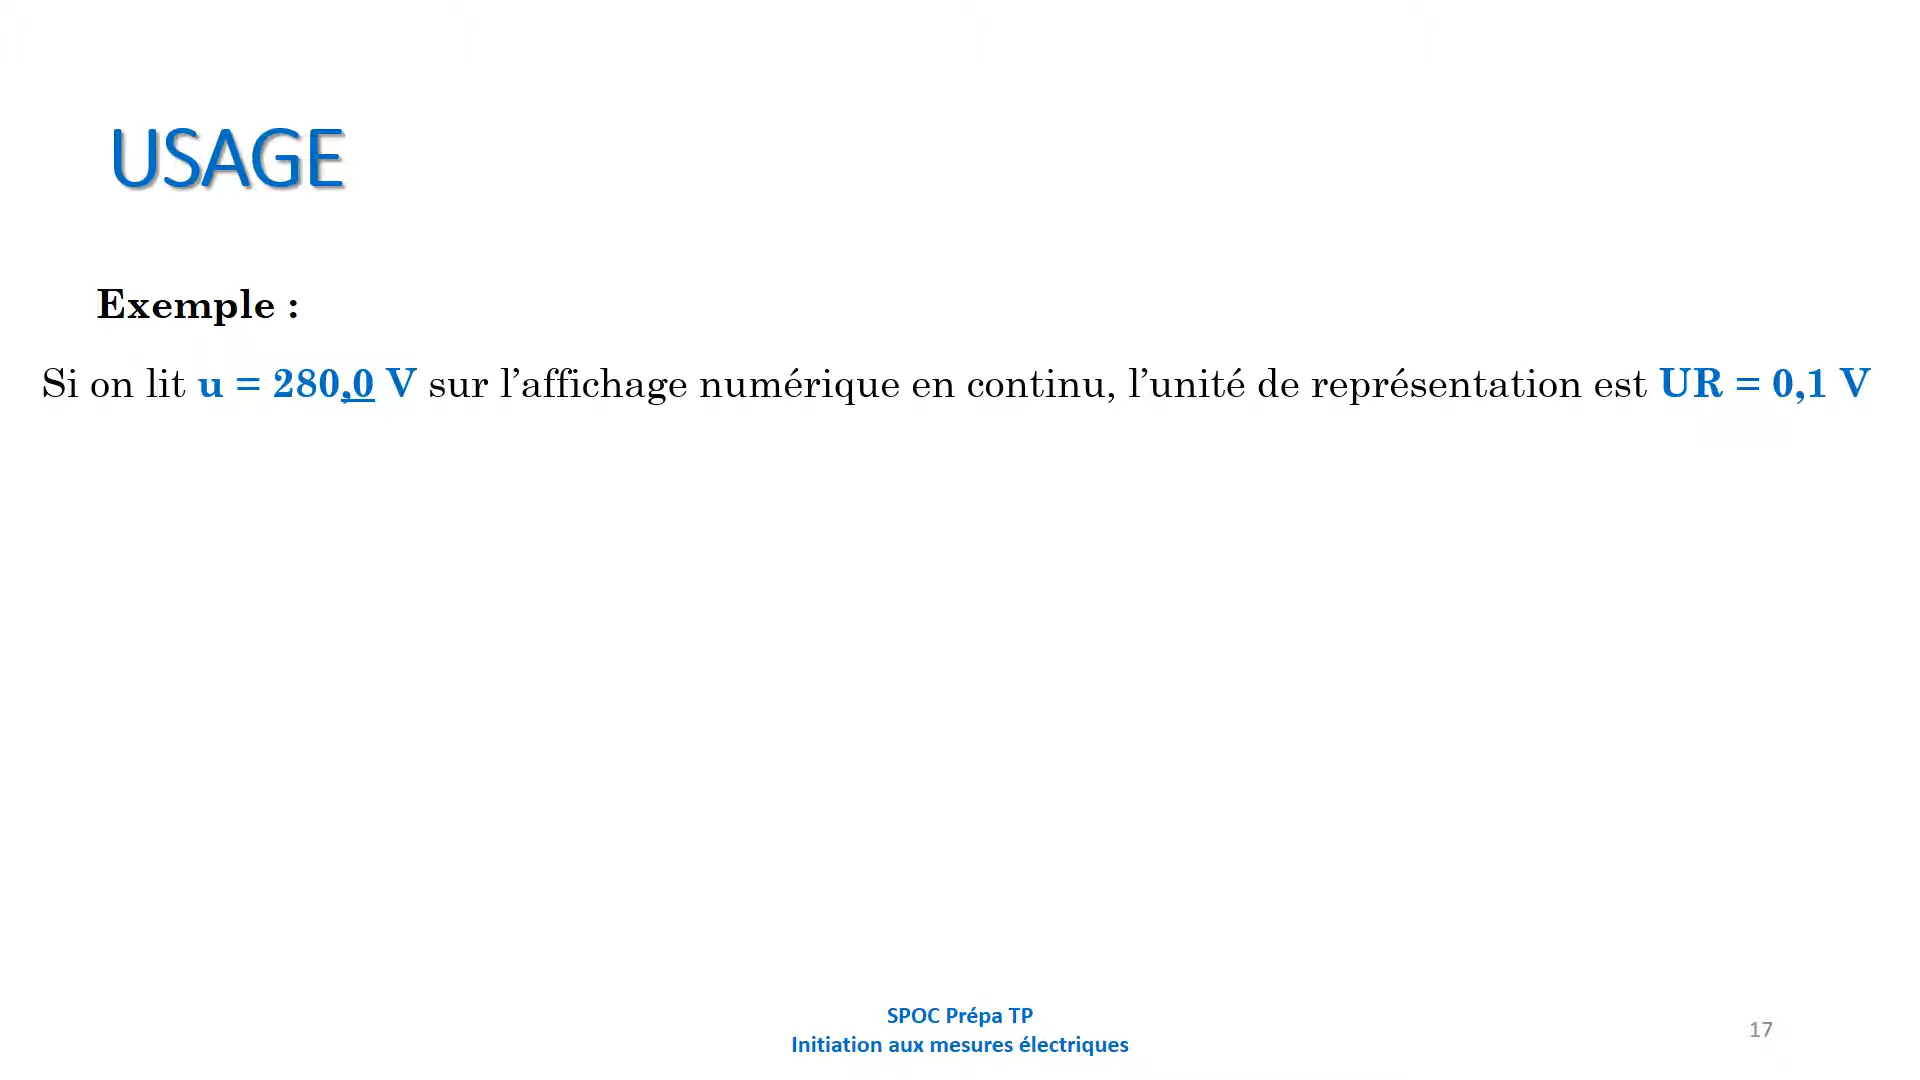 USAGE
Exemple :
Si on lit u = 280,0 V sur l’affichage numérique en continu, l’unité de représentation est UR = 0,1 V
SPOC Prépa TP
Initiation aux mesures électriques
17